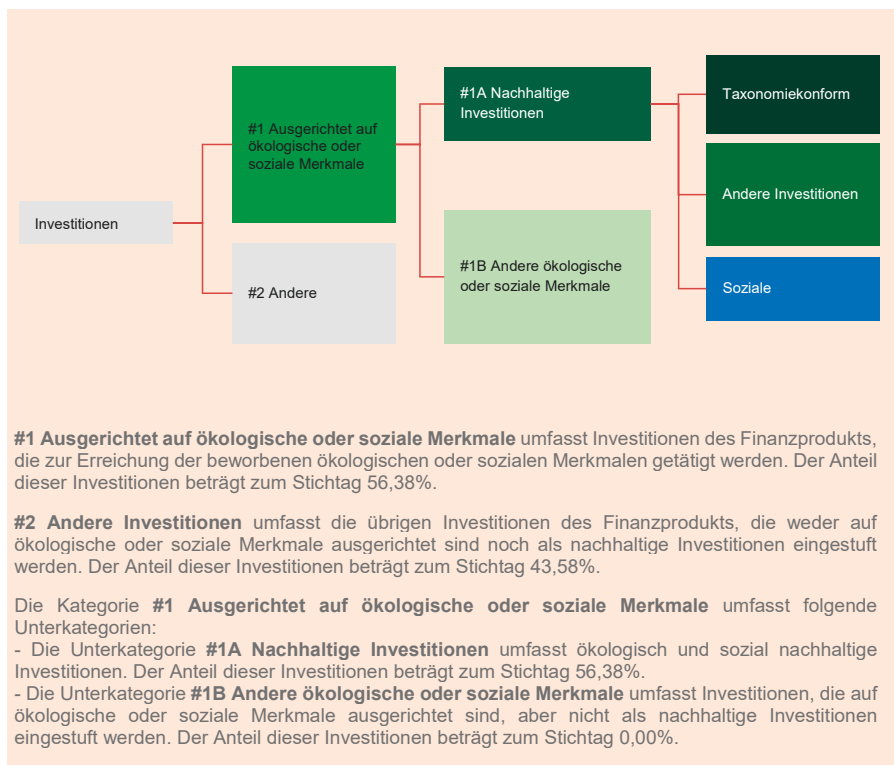 Investitionen
#1 Ausgerichtet auf
ökologische oder
soziale Merkmale
#2 Andere
#1A Nachhaltige
Investitionen
#1B Andere ökologische
oder soziale Merkmale
Taxonomiekonform
Andere Investitionen
Soziale
#1 Ausgerichtet auf ökologische oder soziale Merkmale umfasst Investitionen des Finanzprodukts,
die zur Erreichung der beworbenen ökologischen oder sozialen Merkmalen getätigt werden. Der Anteil
dieser Investitionen beträgt zum Stichtag 56,38%.
#2 Andere Investitionen umfasst die übrigen Investitionen des Finanzprodukts, die weder auf
ökologische oder soziale Merkmale ausgerichtet sind noch als nachhaltige Investitionen eingestuft
werden. Der Anteil dieser Investitionen beträgt zum Stichtag 43,58%.
Die Kategorie #1 Ausgerichtet auf ökologische oder soziale Merkmale umfasst folgende
Unterkategorien:
- Die Unterkategorie #1A Nachhaltige Investitionen umfasst ökologisch und sozial nachhaltige
Investitionen. Der Anteil dieser Investitionen beträgt zum Stichtag 56,38%.
- Die Unterkategorie #1B Andere ökologische oder soziale Merkmale umfasst Investitionen, die auf
ökologische oder soziale Merkmale ausgerichtet sind, aber nicht als nachhaltige Investitionen
eingestuft werden. Der Anteil dieser Investitionen beträgt zum Stichtag 0,00%.